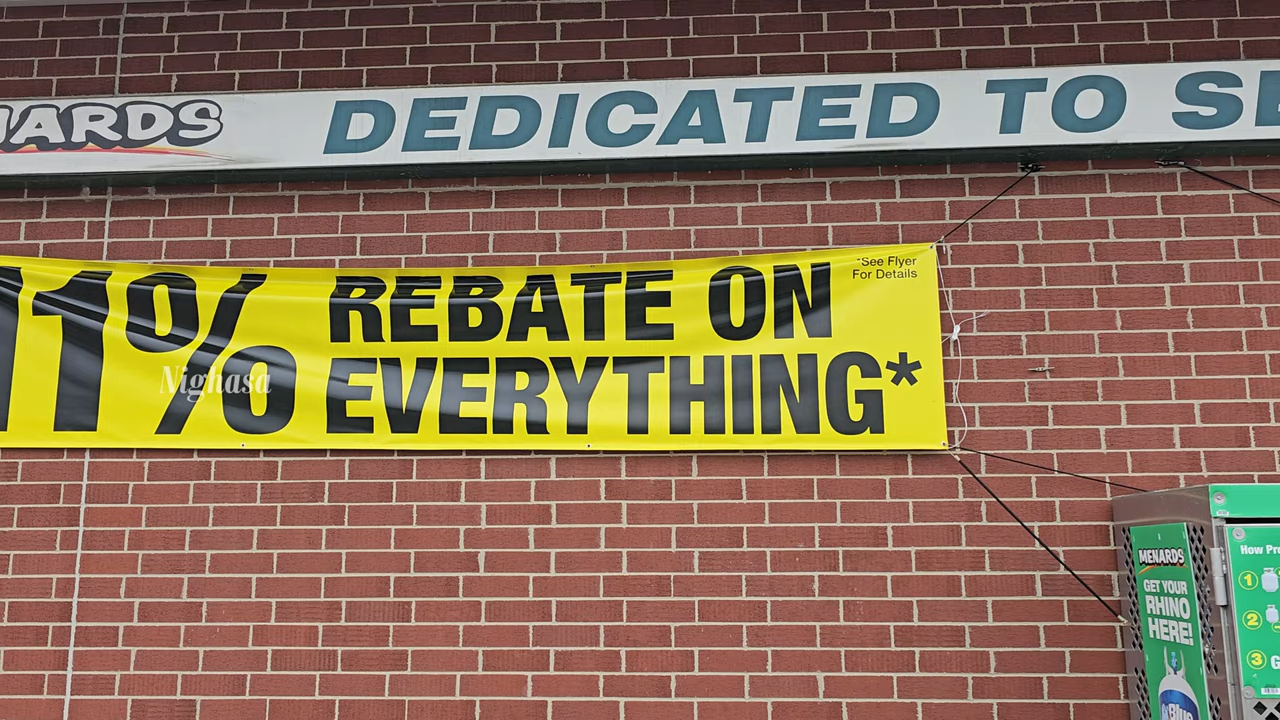 NARDS DEDICATED TO SE
11% REBATE ON
EVERYTHING*
*See Flyer
For Details
Nighasa
MENARDS
GET YOUR
RHINO
HERE!
How Pro
1
2
3 G